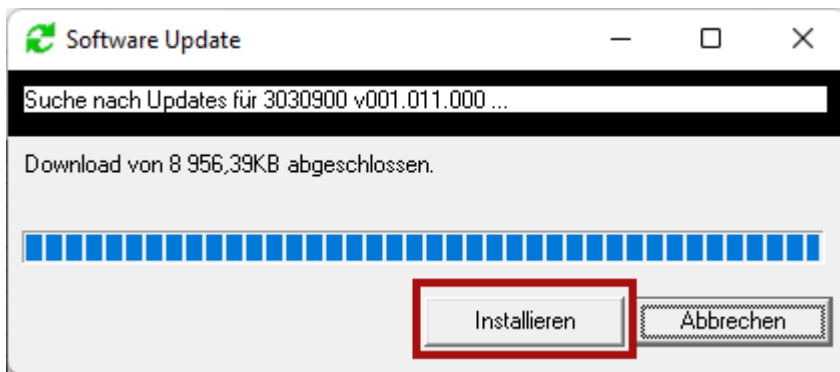 Software Update
Suche nach Updates für 3030900 v001.011.000 ...
Download von 8 956,39KB abgeschlossen.
Installieren
Abbrechen